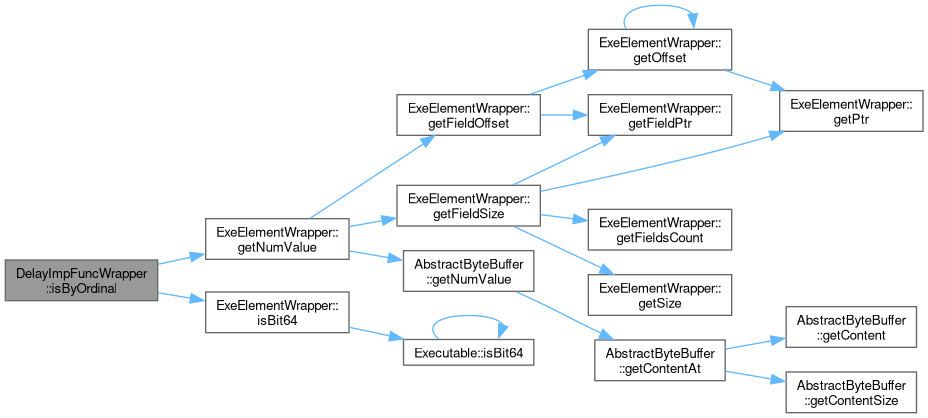 DelayImpFuncWrapper
::isByOrdinal
ExeElementWrapper::
getNumValue
ExeElementWrapper::
isBit64
ExeElementWrapper::
getFieldOffset
ExeElementWrapper::
getFieldSize
AbstractByteBuffer
::getNumValue
Executable::isBit64
ExeElementWrapper::
getOffset
ExeElementWrapper::
getFieldPtr
ExeElementWrapper::
getFieldsCount
ExeElementWrapper::
getSize
AbstractByteBuffer
::getContentAt
ExeElementWrapper::
getPtr
AbstractByteBuffer
::getContent
AbstractByteBuffer
::getContentSize